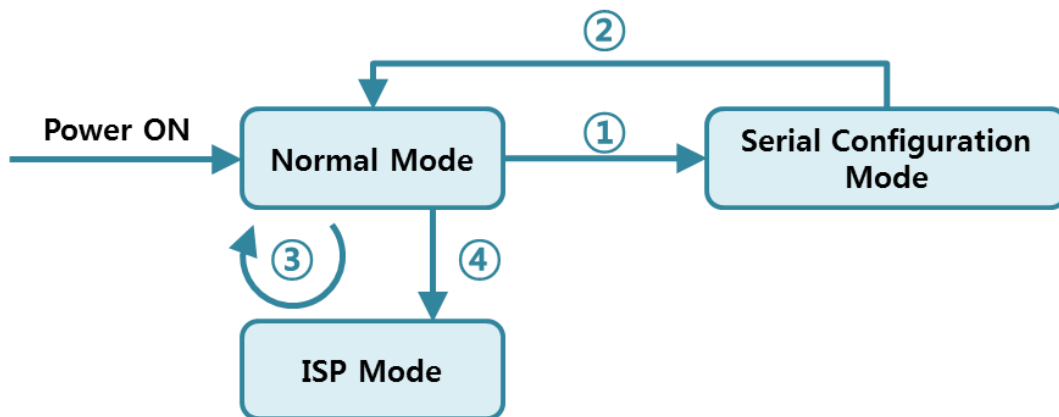 ②
Power ON
Normal Mode
①
Serial Configuration
Mode
③
④
ISP Mode